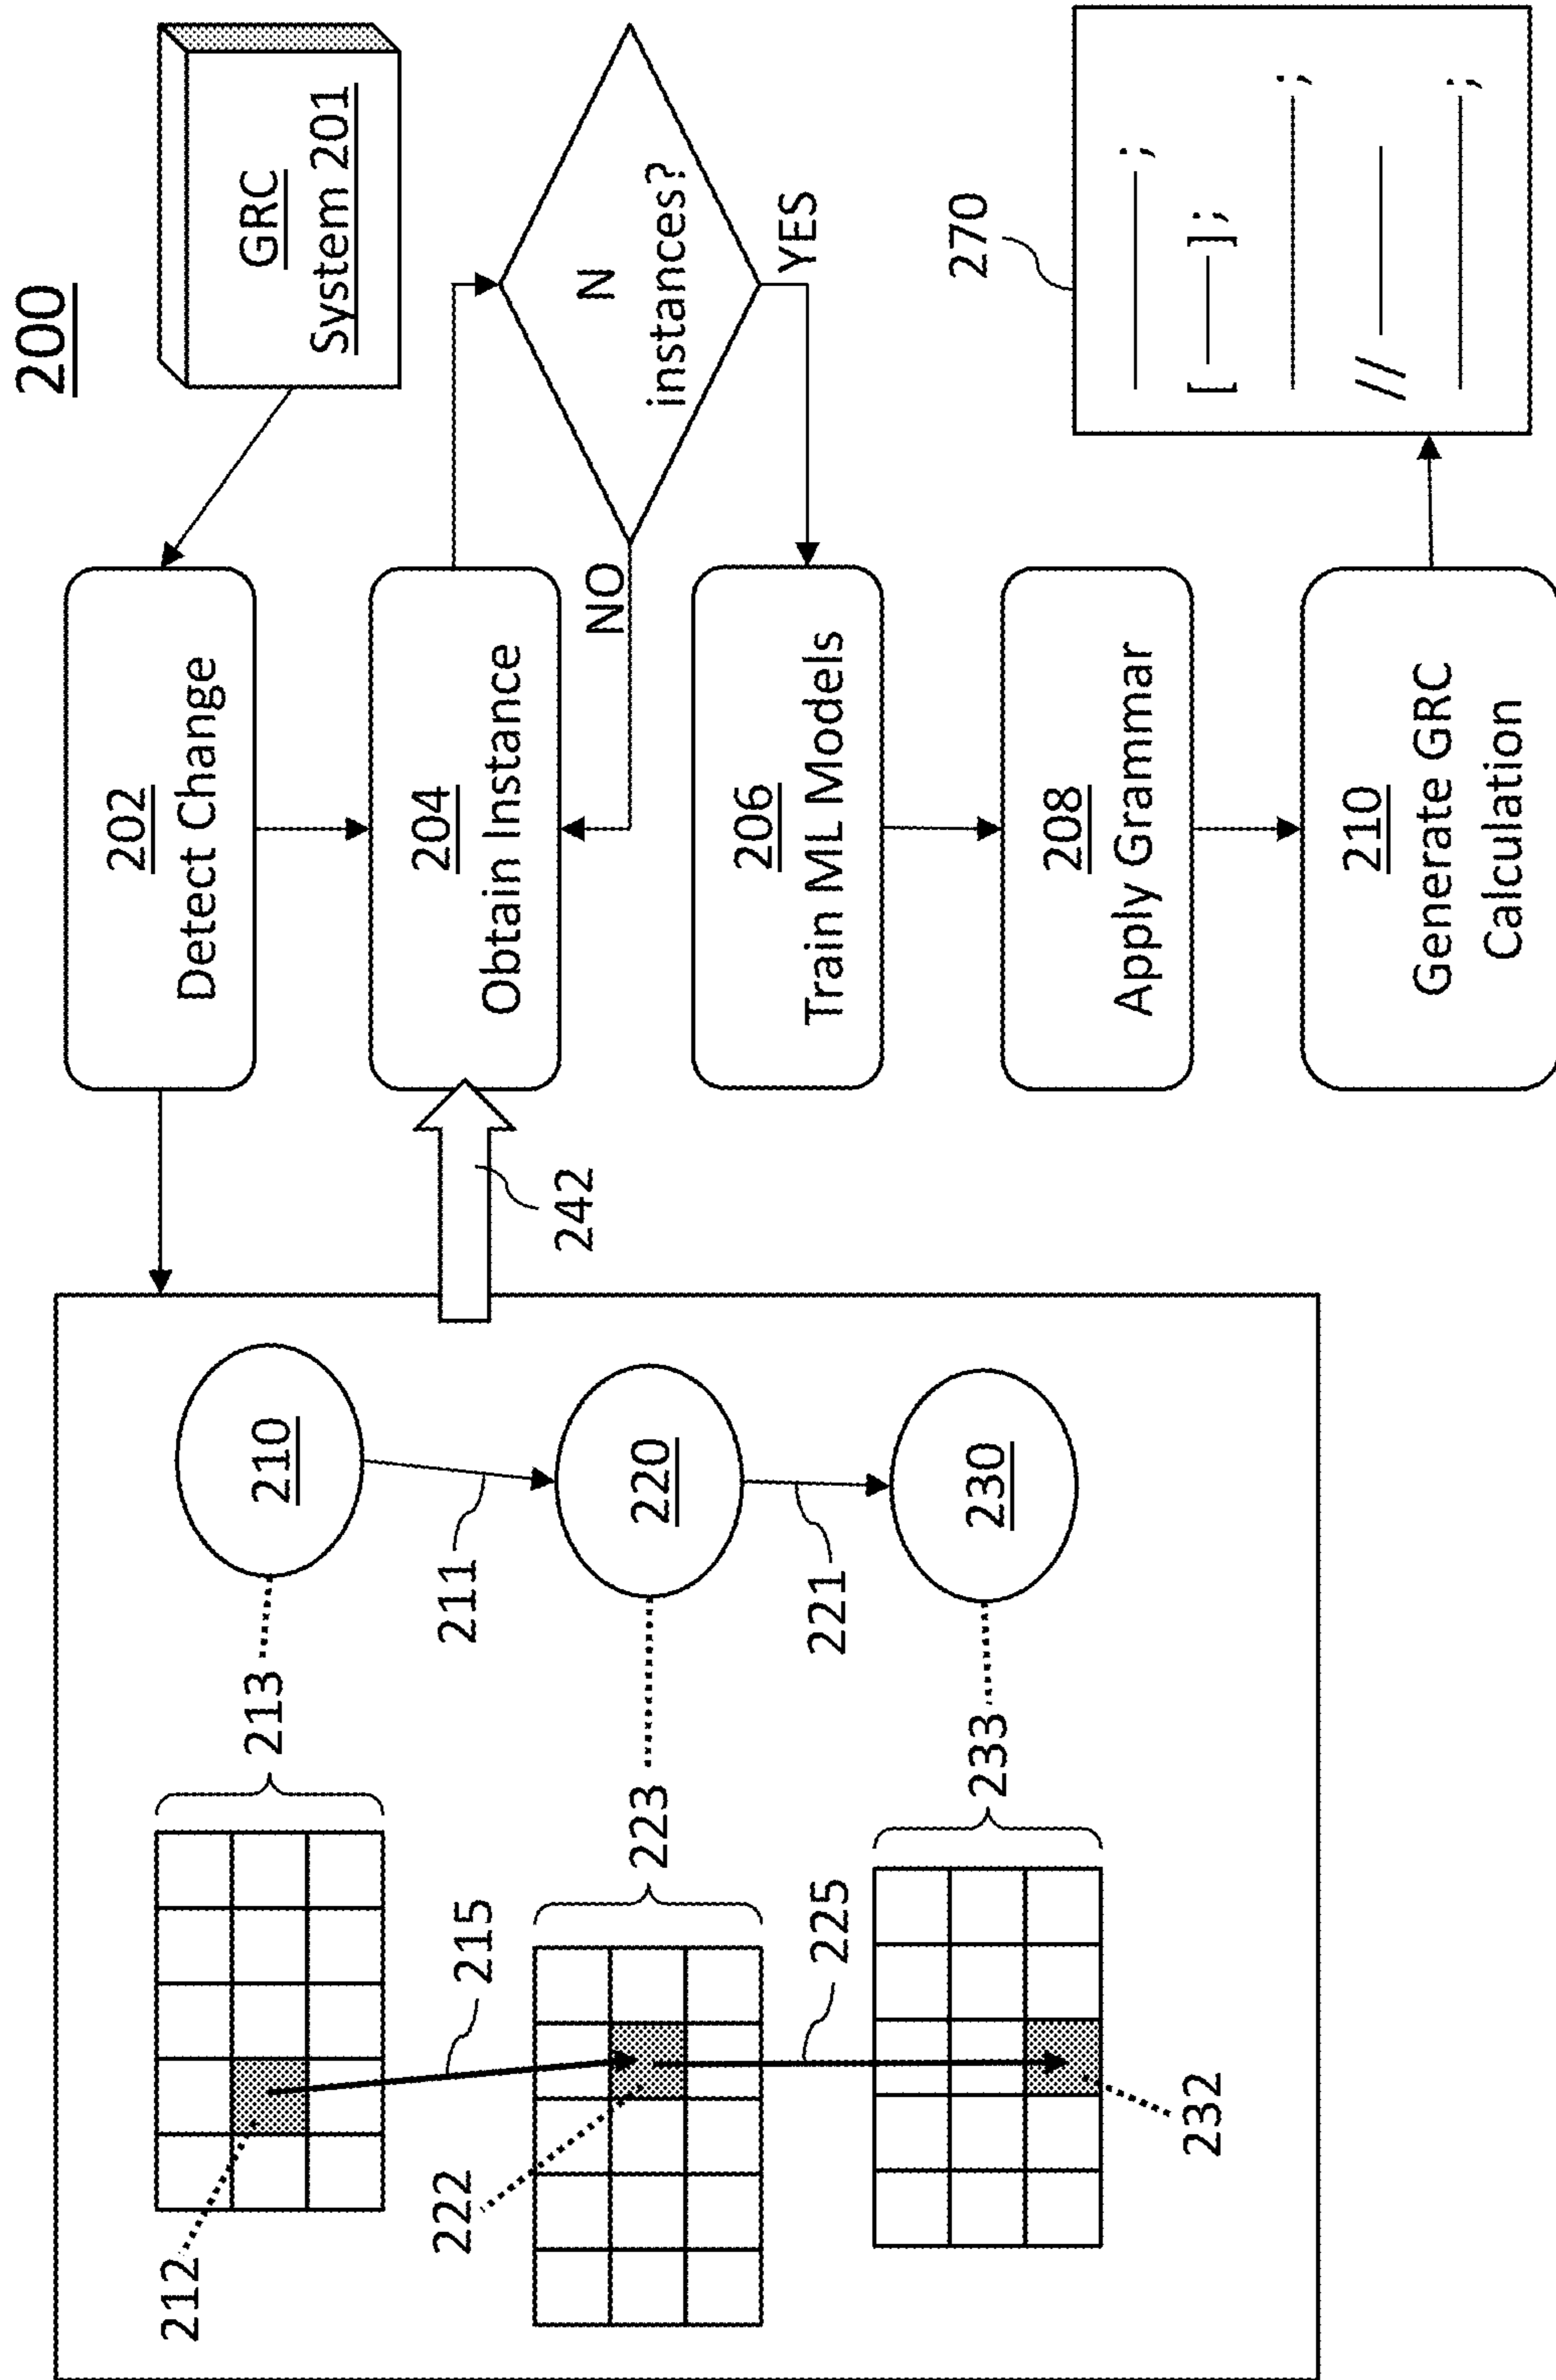 200
GRC
System 201
202
Detect Change
204
Obtain Instance
N
instances?
NO
YES
206
Train ML Models
208
Apply Grammar
210
Generate GRC
Calculation
270
;
[ ];
;
//
;
242
210
211
220
221
230
213
212
215
223
222
225
233
232